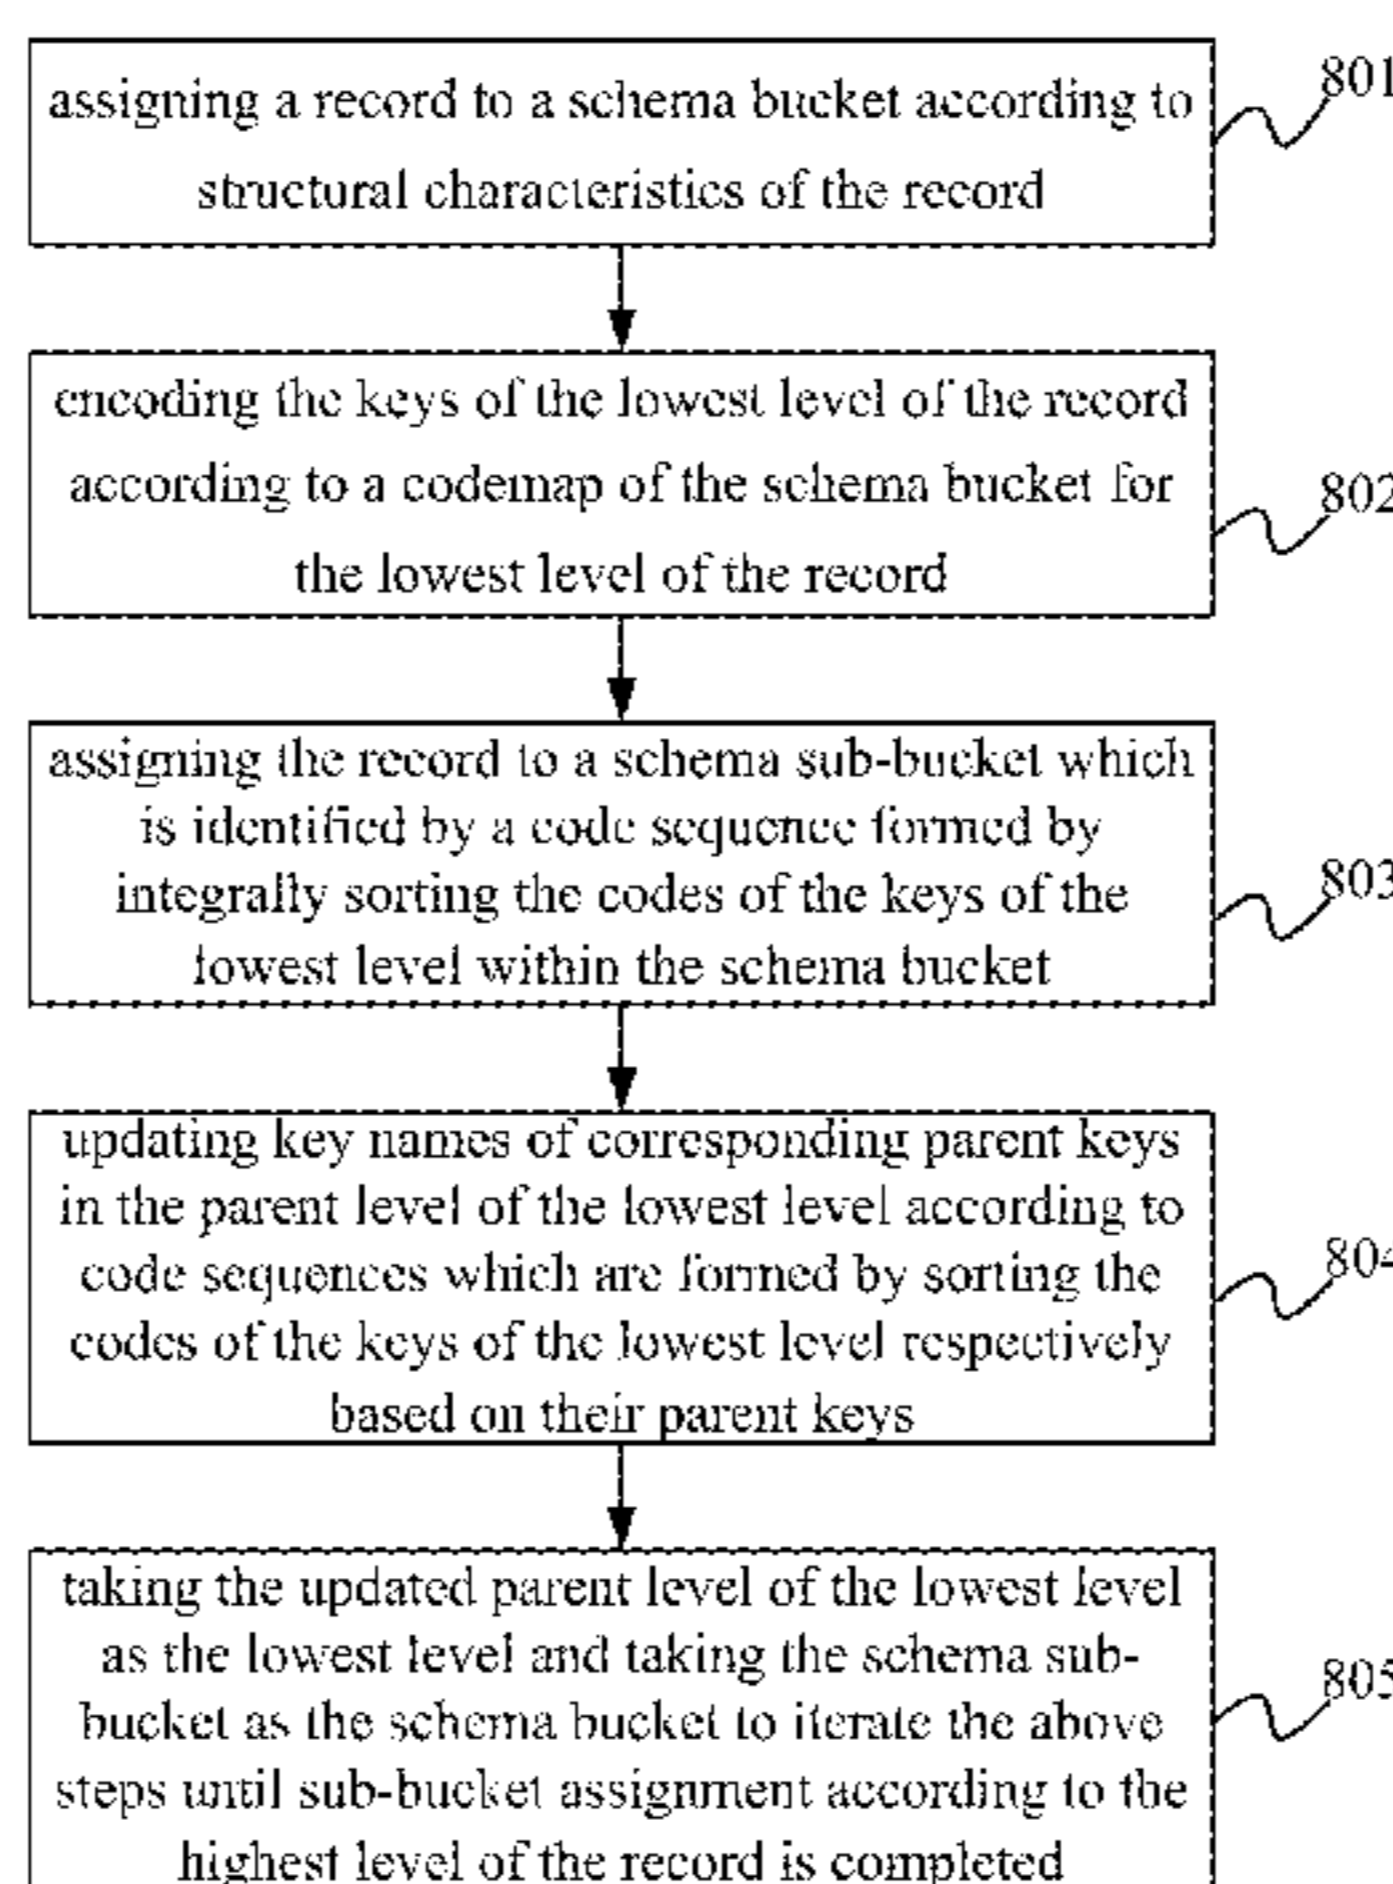 assigning a record to a schema bucket according to
structural characteristics of the record
801
encoding the keys of the lowest level of the record
according to a codemap of the schema bucket for
the lowest level of the record
802
assigning the record to a schema sub-bucket which
is identified by a code sequence formed by
integrally sorting the codes of the keys of the
lowest level within the schema bucket
803
updating key names of corresponding parent keys
in the parent level of the lowest level according to
code sequences which are formed by sorting the
codes of the keys of the lowest level respectively
based on their parent keys
804
taking the updated parent level of the lowest level
as the lowest level and taking the schema sub-
bucket as the schema bucket to iterate the above
steps until sub-bucket assignment according to the
highest level of the record is completed
805